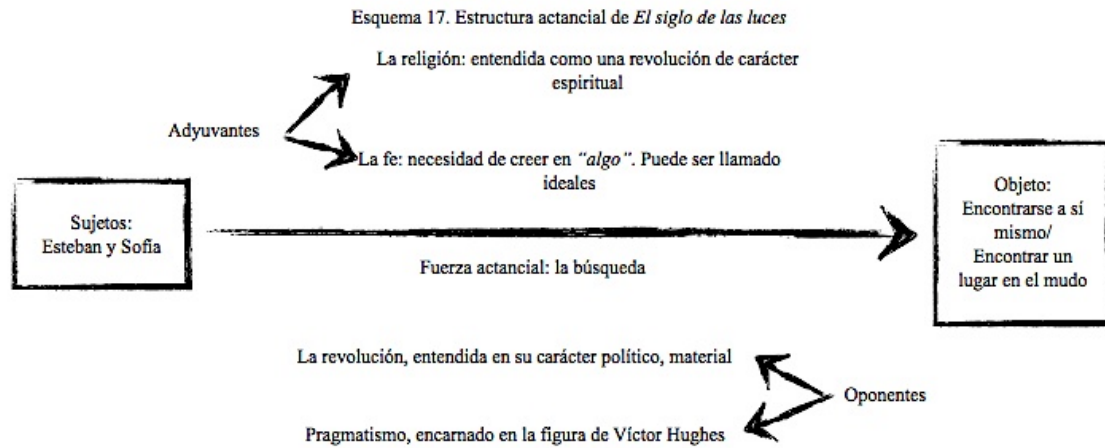 Esquema 17. Estructura actancial de El siglo de las luces
La religión: entendida como una revolución de carácter
espiritual
Adyuvantes
La fe: necesidad de creer en “algo”. Puede ser llamado
ideales
Sujetos:
Esteban y Sofía
Objeto:
Encontrarse a sí
mismo/
Encontrar un
lugar en el mudo
Fuerza actancial: la búsqueda
La revolución, entendida en su carácter político, material
Oponentes
Pragmatismo, encarnado en la figura de Víctor Hughes